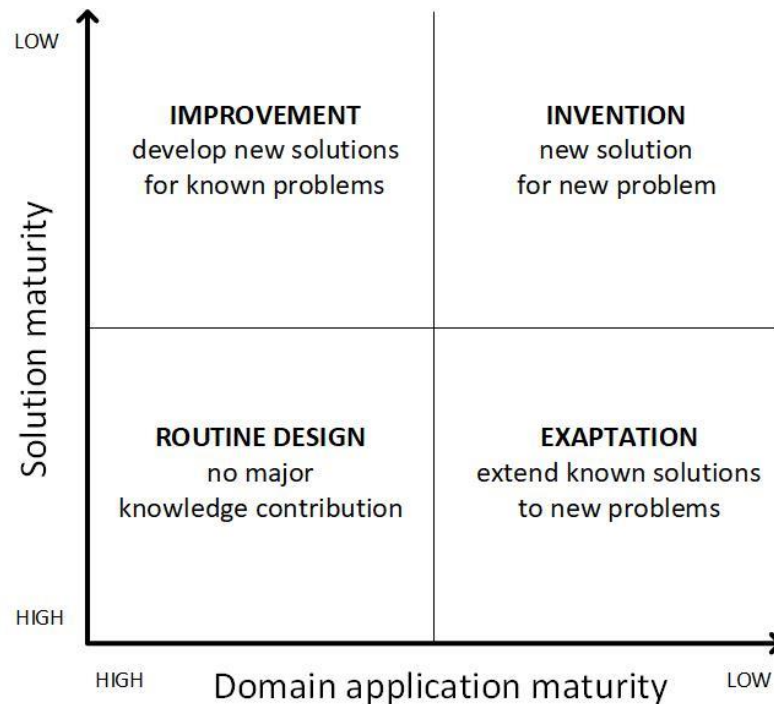 LOW
IMPROVEMENT
develop new solutions
for known problems
INVENTION
new solution
for new problem
Solution maturity
ROUTINE DESIGN
no major
knowledge contribution
EXAPTATION
extend known solutions
to new problems
HIGH
HIGH
Domain application maturity
LOW